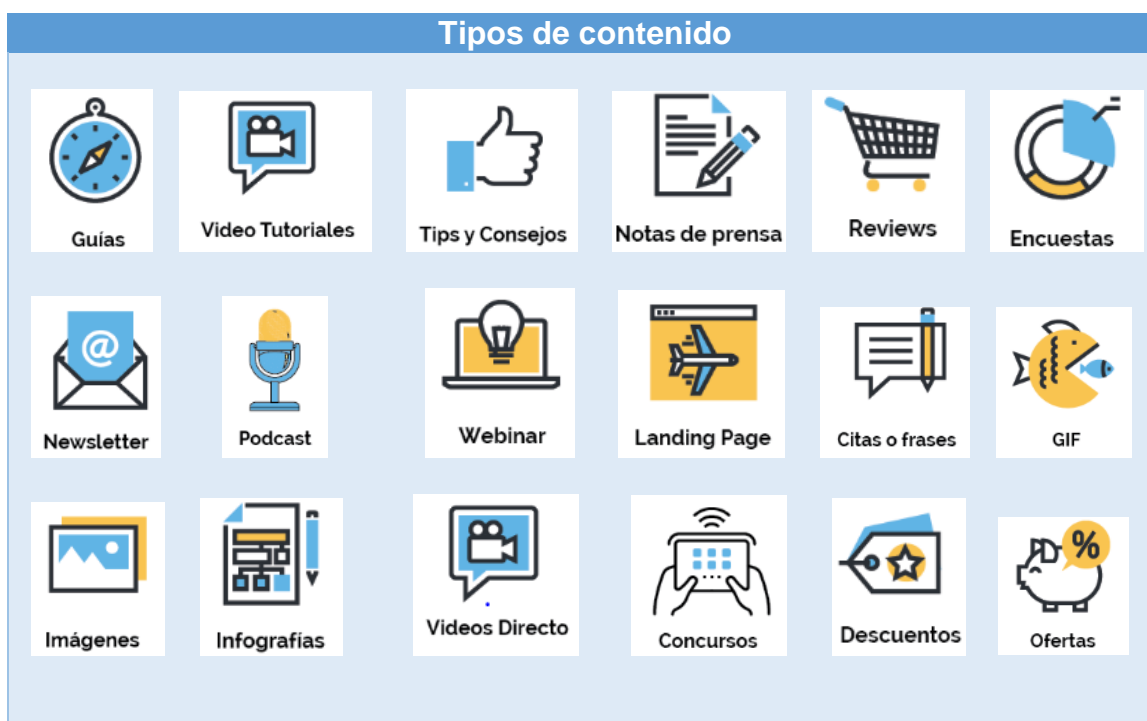 Tipos de contenido
Guías
Video Tutoriales
Tips y Consejos
Notas de prensa
Reviews
Encuestas
@
Newsletter
Podcast
Webinar
Landing Page
Citas o frases
GIF
Imágenes
Infografías
Videos Directo
Concursos
Descuentos
%
Ofertas